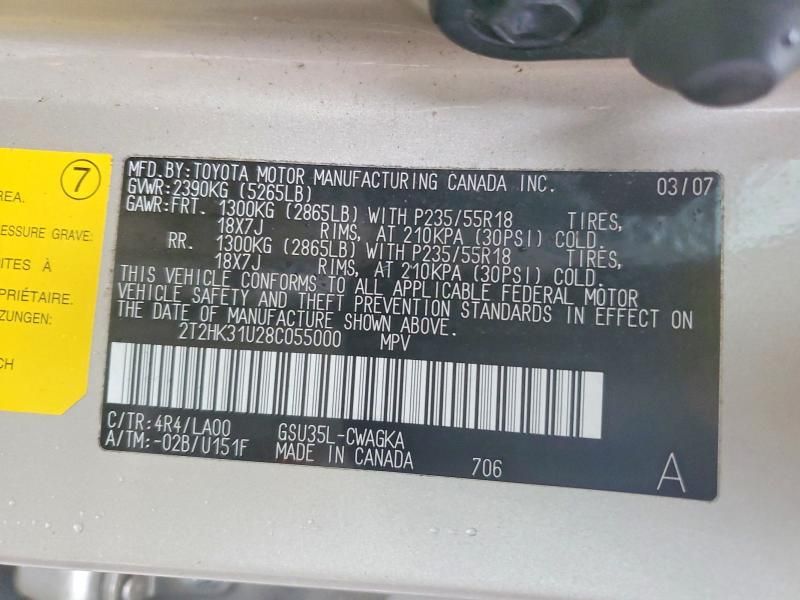 7
REA.
ESSURE GRAVE:
ITES À
PRIÉTAIRE.
ZUNGEN:
CH
MFD.BY:TOYOTA MOTOR MANUFACTURING CANADA INC. 03/07
GVWR:2390KG (5265LB)
GAWR:FRT. 1300KG (2865LB) WITH P235/55R18 TIRES,
18X7J RIMS, AT 210KPA (30PSI) COLD.
RR. 1300KG (2865LB) WITH P235/55R18 TIRES,
18X7J RIMS, AT 210KPA (30PSI) COLD.
THIS VEHICLE CONFORMS TO ALL APPLICABLE FEDERAL MOTOR
VEHICLE SAFETY AND THEFT PREVENTION STANDARDS IN EFFECT ON
THE DATE OF MANUFACTURE SHOWN ABOVE.
2T2HK31U28C055000 MPV
C/TR:4R4/LA00 GSU35L-CWAGKA
A/TM:-02B/U151F MADE IN CANADA 706 A